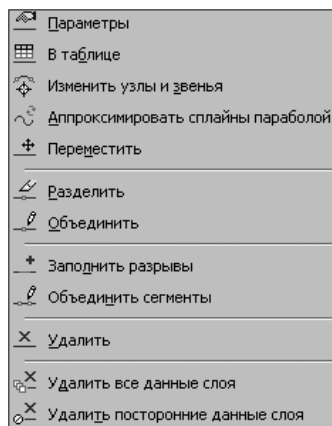 Параметры
В таблице
Изменить узлы и звенья
Аппроксимировать сплайны параболой
Переместить
Разделить
Объединить
Заполнить разрывы
Объединить сегменты
Удалить
Удалить все данные слоя
Удалить посторонние данные слоя